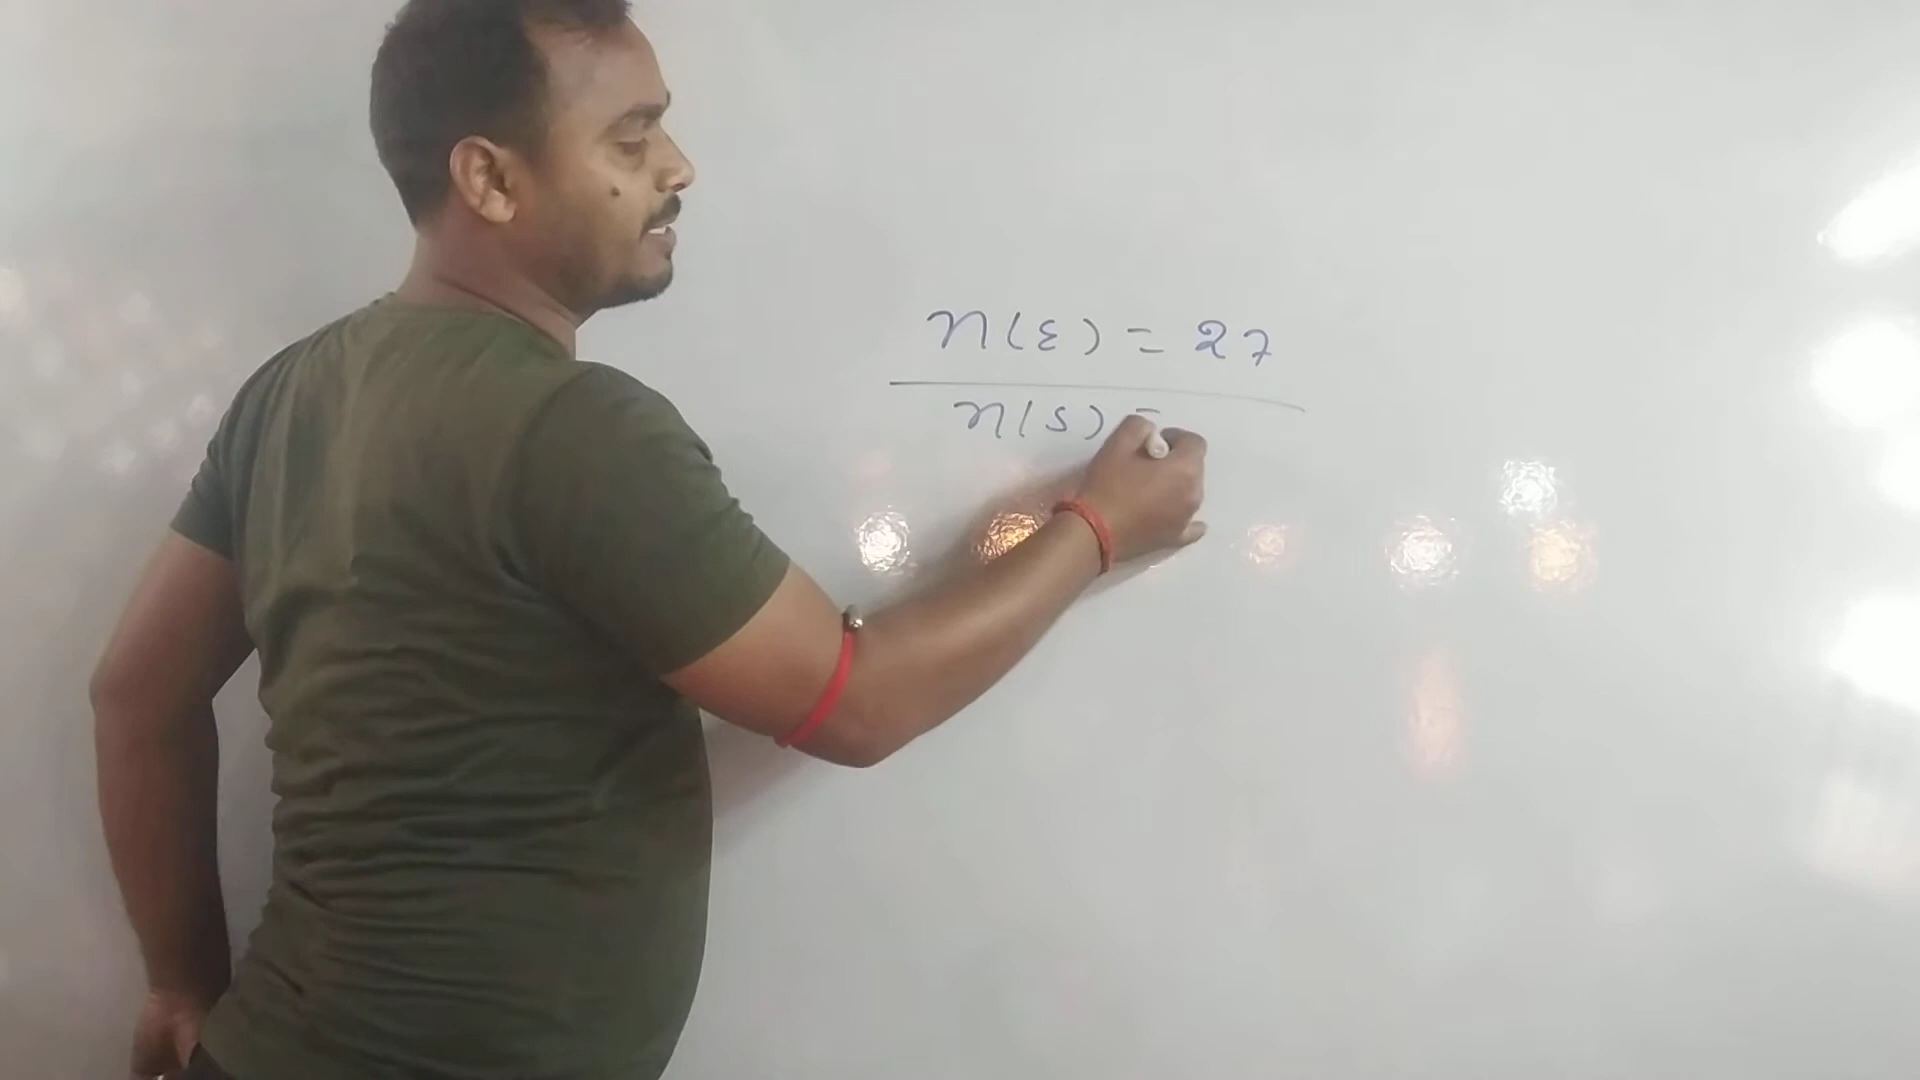 n(ε) = 27
n(s) =